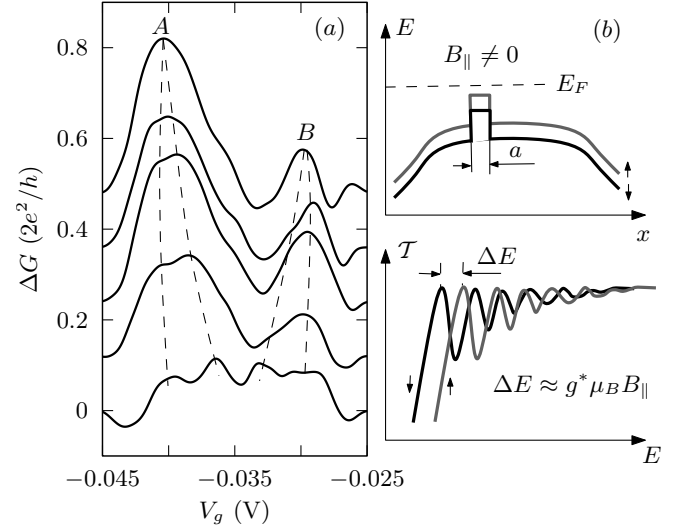 (a)
A
B
0.8
0.6
0.4
0.2
0
ΔG (2e²/h)
−0.045
−0.035
−0.025
V_g (V)
E
(b)
B_∥ ≠ 0
E_F
a
x
𝒯
ΔE
ΔE ≈ g*μ_B B_∥
E